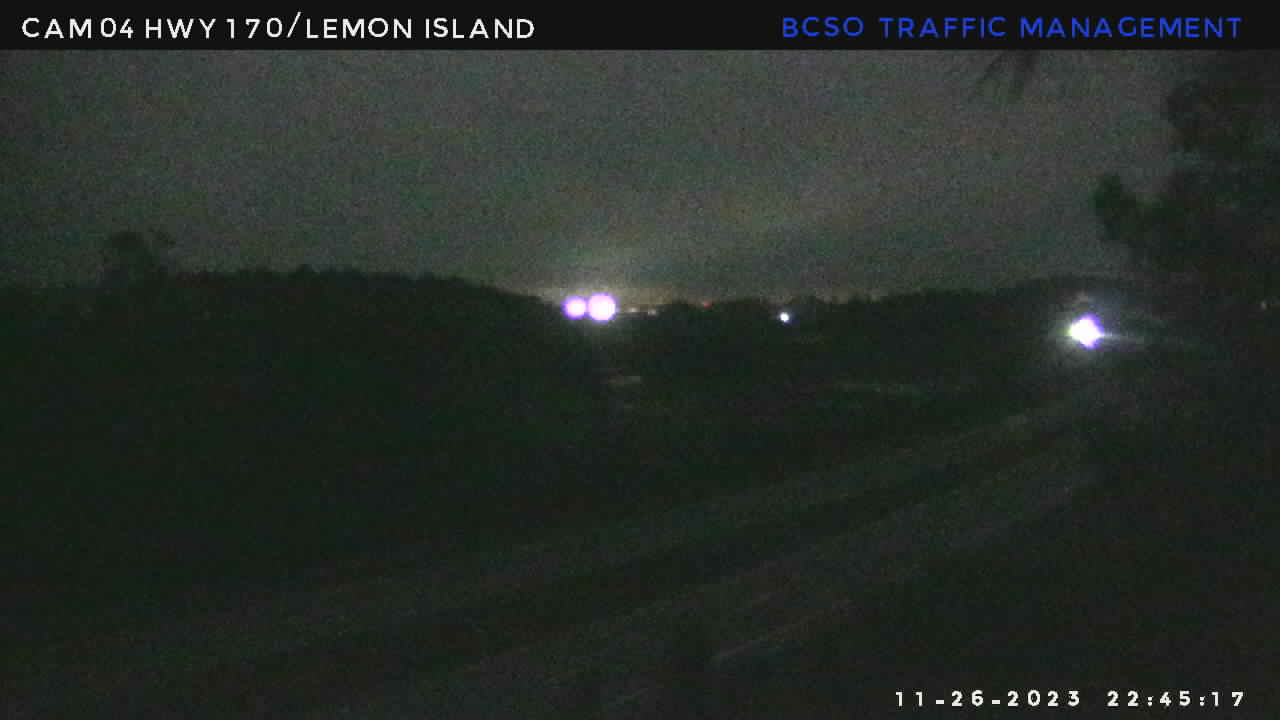 CAM04 HWY 170/LEMON ISLAND
BCSO TRAFFIC MANAGEMENT
11-26-2023 22:45:17